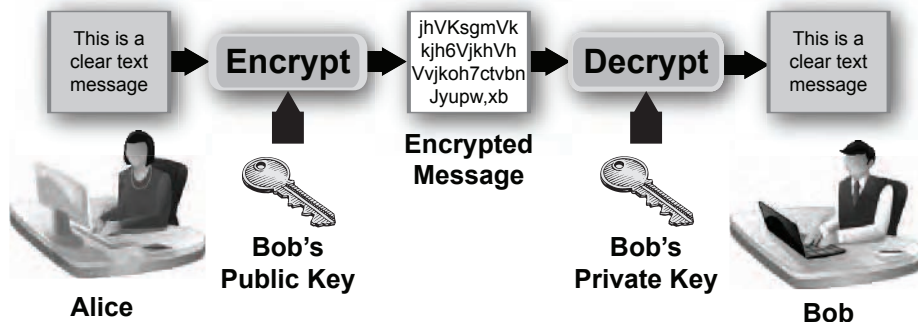 This is a
clear text
message
Encrypt
jhVKsgmVk
kjh6VjkhVh
Vvjkoh7ctvbn
Jyupw,xb
Decrypt
This is a
clear text
message
Encrypted
Message
Bob's
Public Key
Bob's
Private Key
Alice
Bob